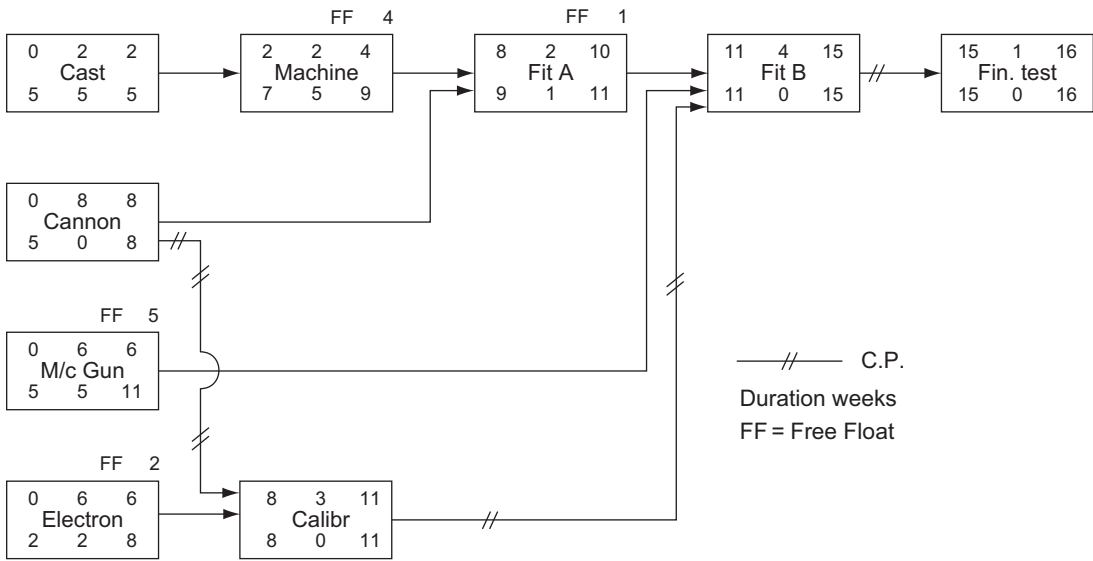 FF 4
FF 1
0 2 2
Cast
5 5 5
2 2 4
Machine
7 5 9
8 2 10
Fit A
9 1 11
11 4 15
Fit B
11 0 15
15 1 16
Fin. test
15 0 16
0 8 8
Cannon
5 0 8
FF 5
0 6 6
M/c Gun
5 5 11
C.P.
Duration weeks
FF = Free Float
FF 2
0 6 6
Electron
2 2 8
8 3 11
Calibr
8 0 11